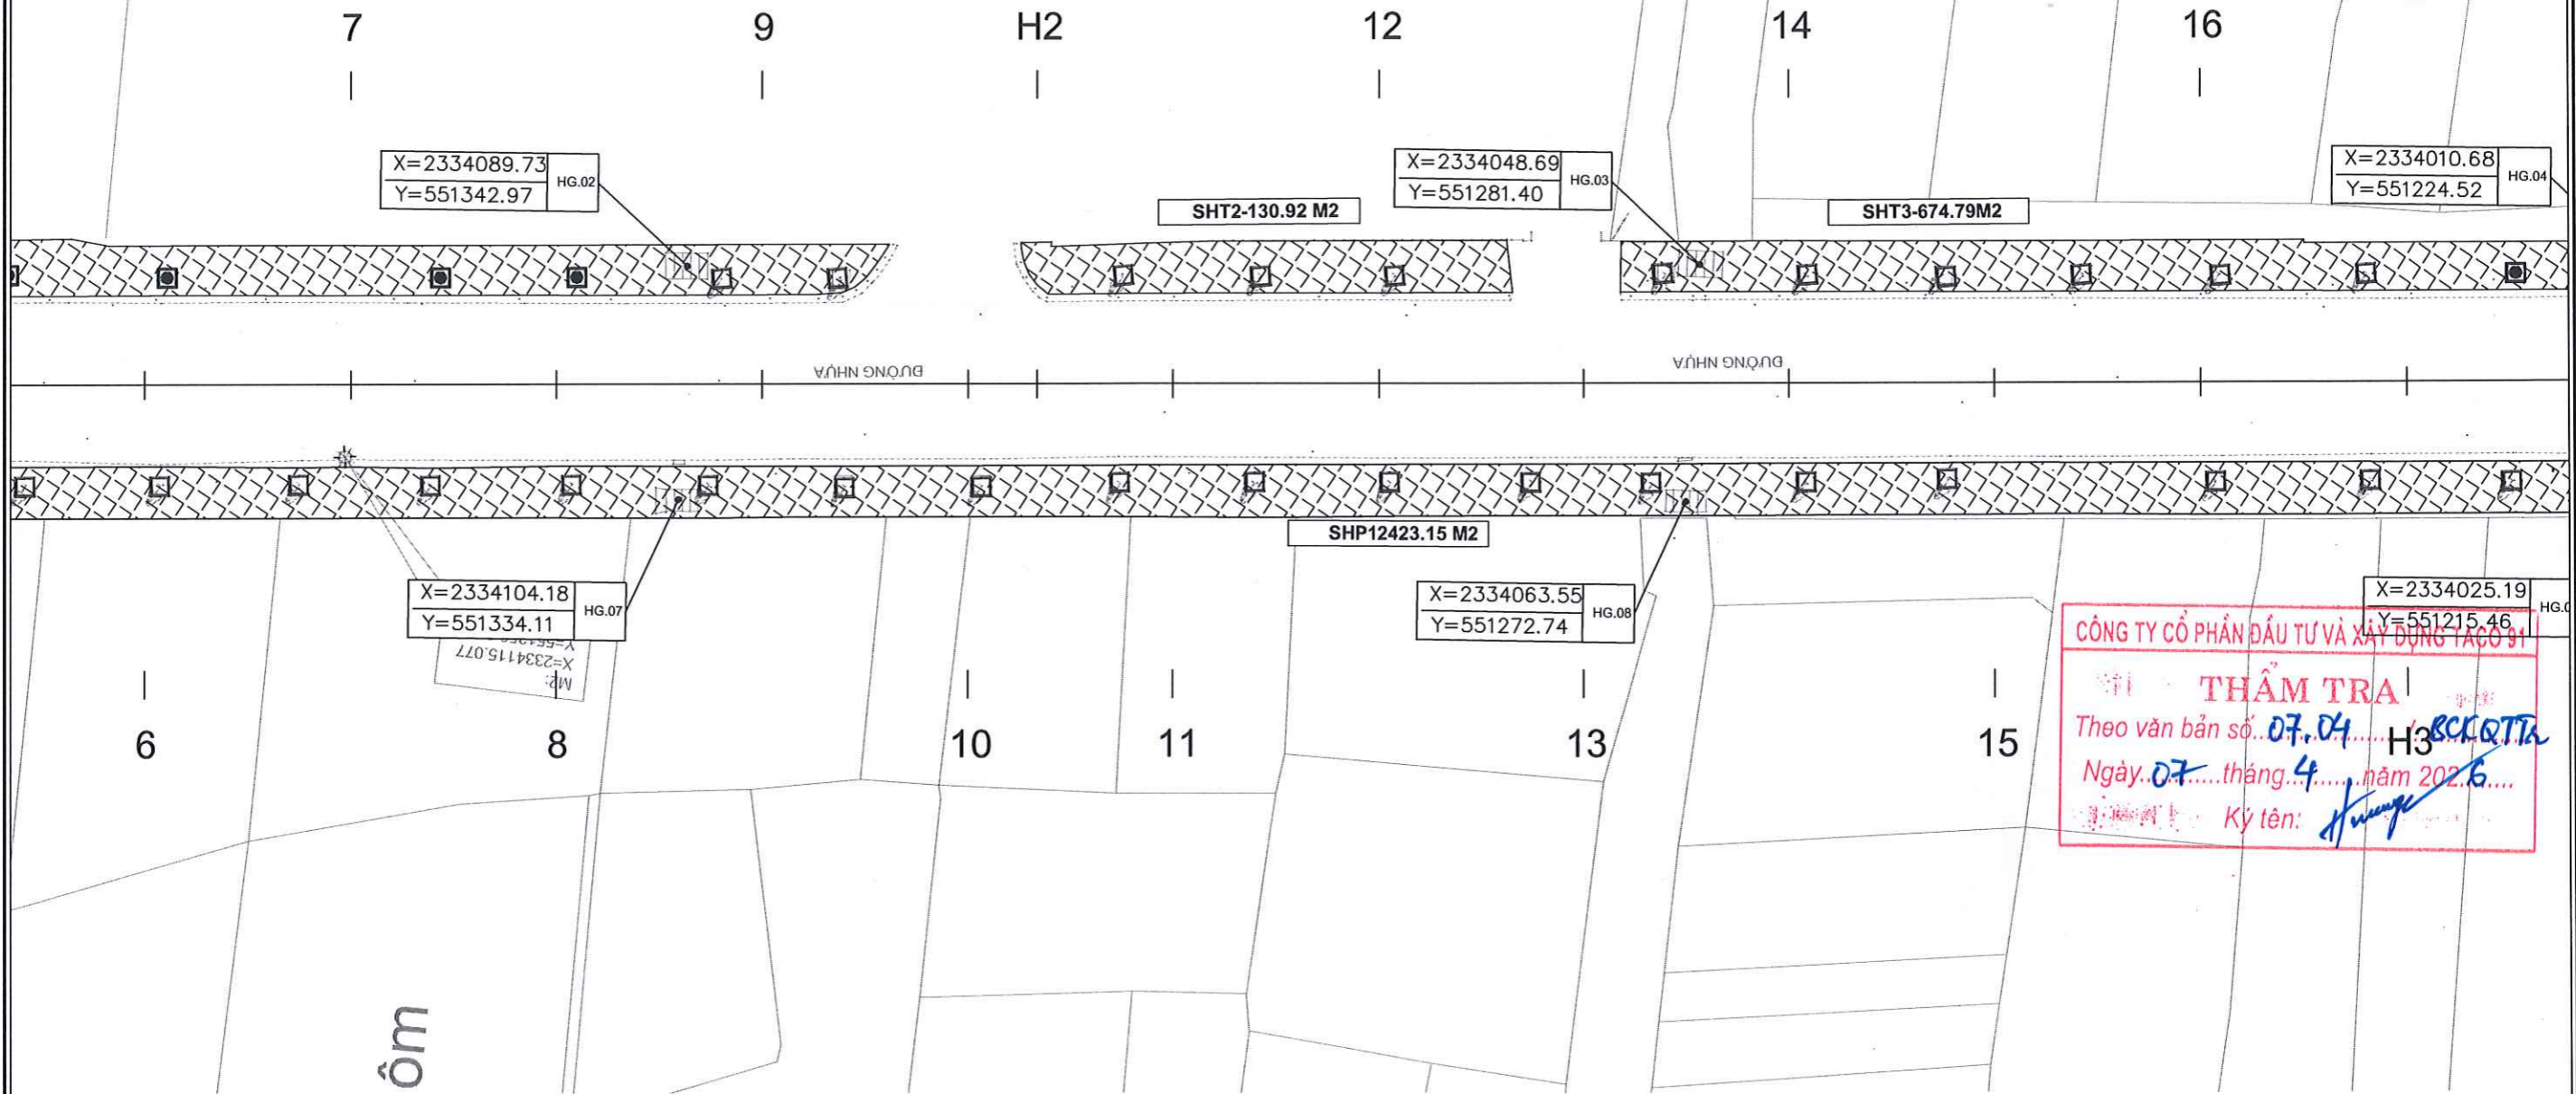 7
9
H2
12
14
16
X=2334089.73
Y=551342.97
HG.02
X=2334048.69
Y=551281.40
HG.03
X=2334010.68
Y=551224.52
HG.04
SHT2-130.92 M2
SHT3-674.79M2
ĐƯỜNG NHỰA
ĐƯỜNG NHỰA
SHP12423.15 M2
X=2334104.18
Y=551334.11
HG.07
X=2334063.55
Y=551272.74
HG.08
X=2334025.19
Y=551215.46
M2:
X=2334115.077
6
8
10
11
13
15
H3
CÔNG TY CỔ PHẦN ĐẦU TƯ VÀ XÂY DỰNG TACO 91
THẨM TRA
Theo văn bản số 07.04 / BCKQTTr
Ngày 07 tháng 4 năm 2026
Ký tên:
ôm